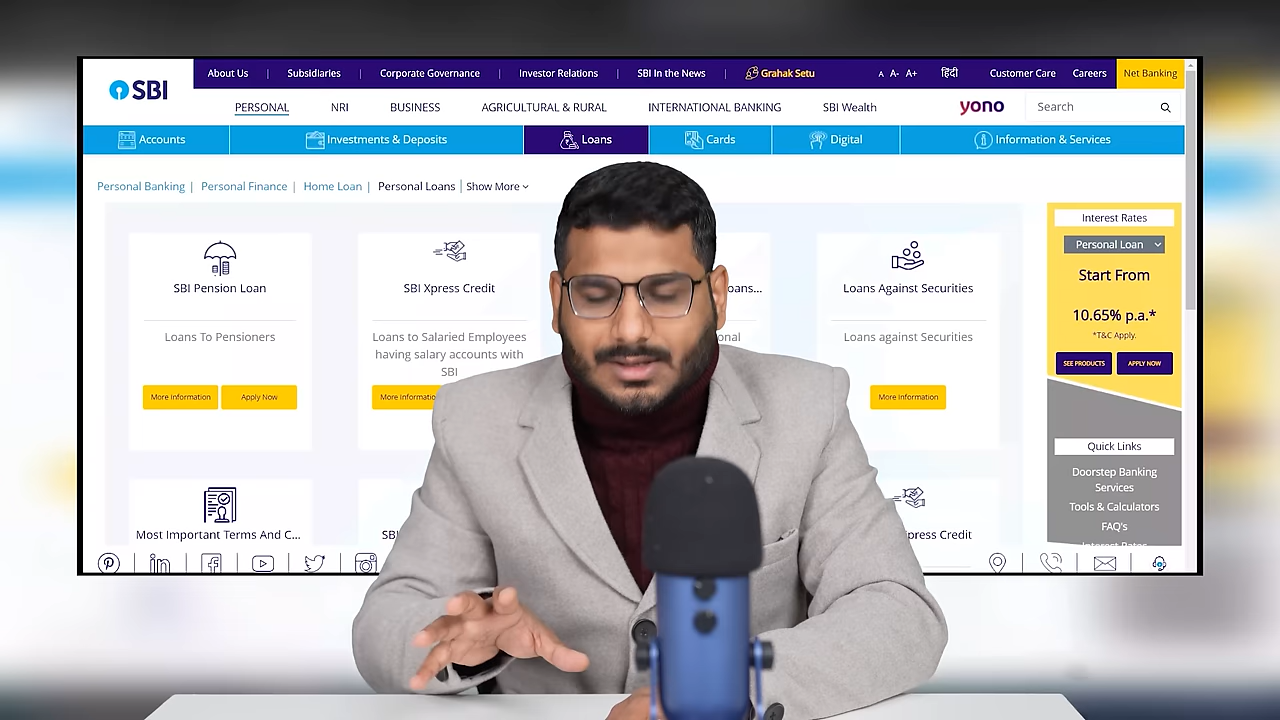 SBI
About Us | Subsidiaries | Corporate Governance | Investor Relations | SBI In the News | Grahak Setu A A- A+ हिंदी Customer Care Careers Net Banking
PERSONAL NRI BUSINESS AGRICULTURAL & RURAL INTERNATIONAL BANKING SBI Wealth yono Search
Accounts Investments & Deposits Loans Cards Digital Information & Services
Personal Banking | Personal Finance | Home Loan | Personal Loans | Show More
SBI Pension Loan
Loans To Pensioners
More Information Apply Now
SBI Xpress Credit
Loans to Salaried Employees
having salary accounts with
SBI
More
Loans Against Securities
Loans against Securities
More Information
Interest Rates
Personal Loan
Start From
10.65% p.a.*
*T&C Apply.
SEE PRODUCTS APPLY NOW
Quick Links
Doorstep Banking
Services
Tools & Calculators
FAQ's
Interest Rates
Most Important Terms And C...
SBI
Credit